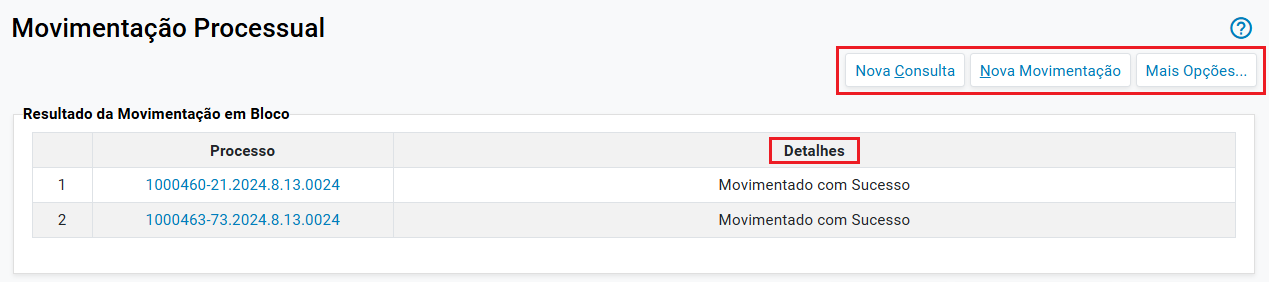 Movimentação Processual
?
Nova Consulta Nova Movimentação Mais Opções...
Resultado da Movimentação em Bloco
Processo Detalhes
1 1000460-21.2024.8.13.0024 Movimentado com Sucesso
2 1000463-73.2024.8.13.0024 Movimentado com Sucesso